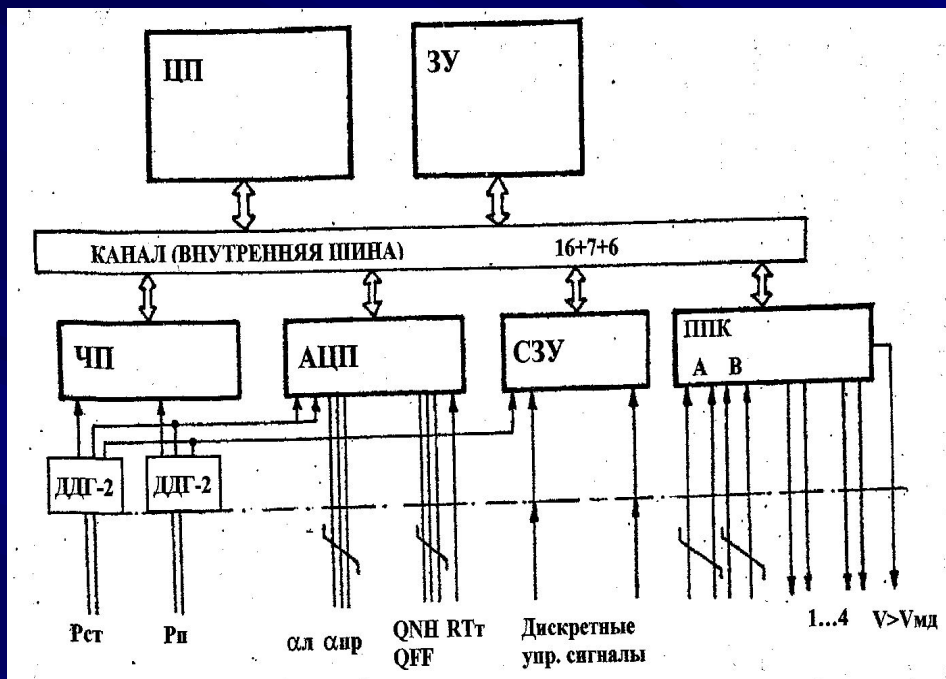 ЦП
ЗУ
КАНАЛ (ВНУТРЕННЯЯ ШИНА) 16+7+6
ЧП
АЦП
СЗУ
ППК
А В
ДДГ-2
ДДГ-2
Рст
Рп
αл αпр
QNH RTт
QFF
Дискретные
упр. сигналы
1...4
V>Vмд